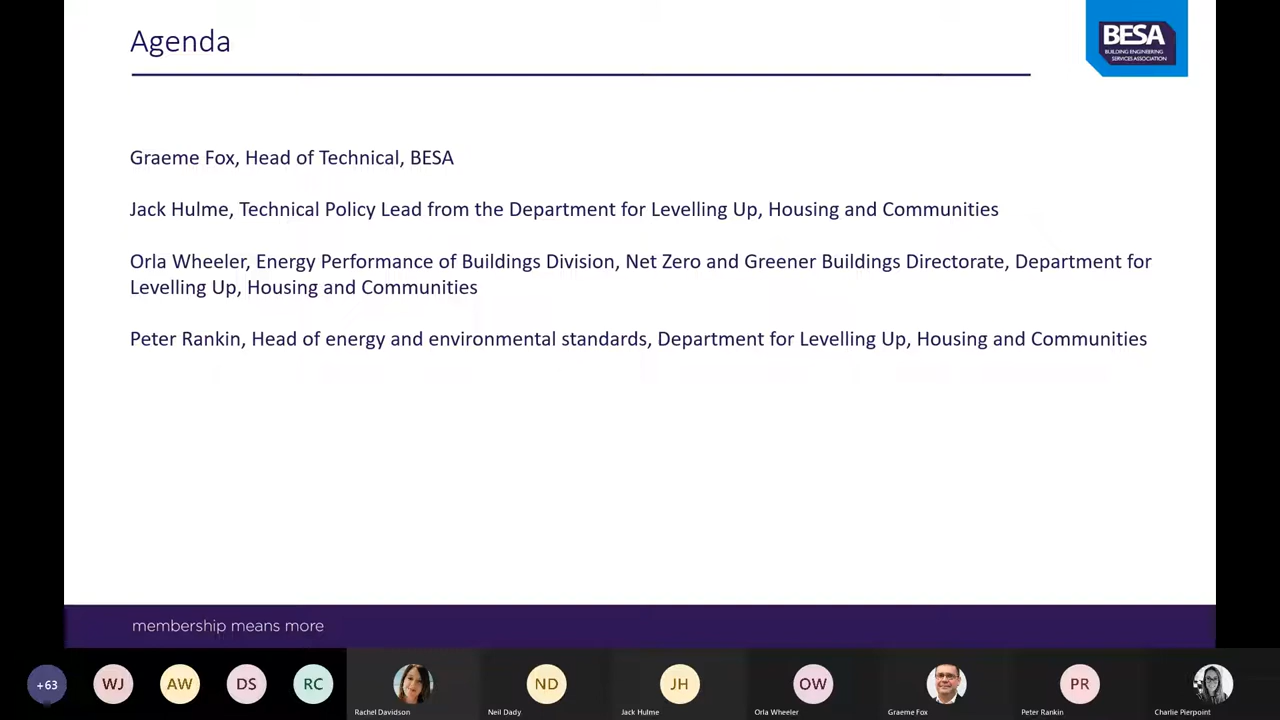 Agenda
BESA
BUILDING ENGINEERING
SERVICES ASSOCIATION
Graeme Fox, Head of Technical, BESA
Jack Hulme, Technical Policy Lead from the Department for Levelling Up, Housing and Communities
Orla Wheeler, Energy Performance of Buildings Division, Net Zero and Greener Buildings Directorate, Department for
Levelling Up, Housing and Communities
Peter Rankin, Head of energy and environmental standards, Department for Levelling Up, Housing and Communities
membership means more
+63
WJ
AW
DS
RC
ND
JH
OW
PR
Rachel Davidson
Neil Dady
Jack Hulme
Orla Wheeler
Graeme Fox
Peter Rankin
Charlie Pierpoint